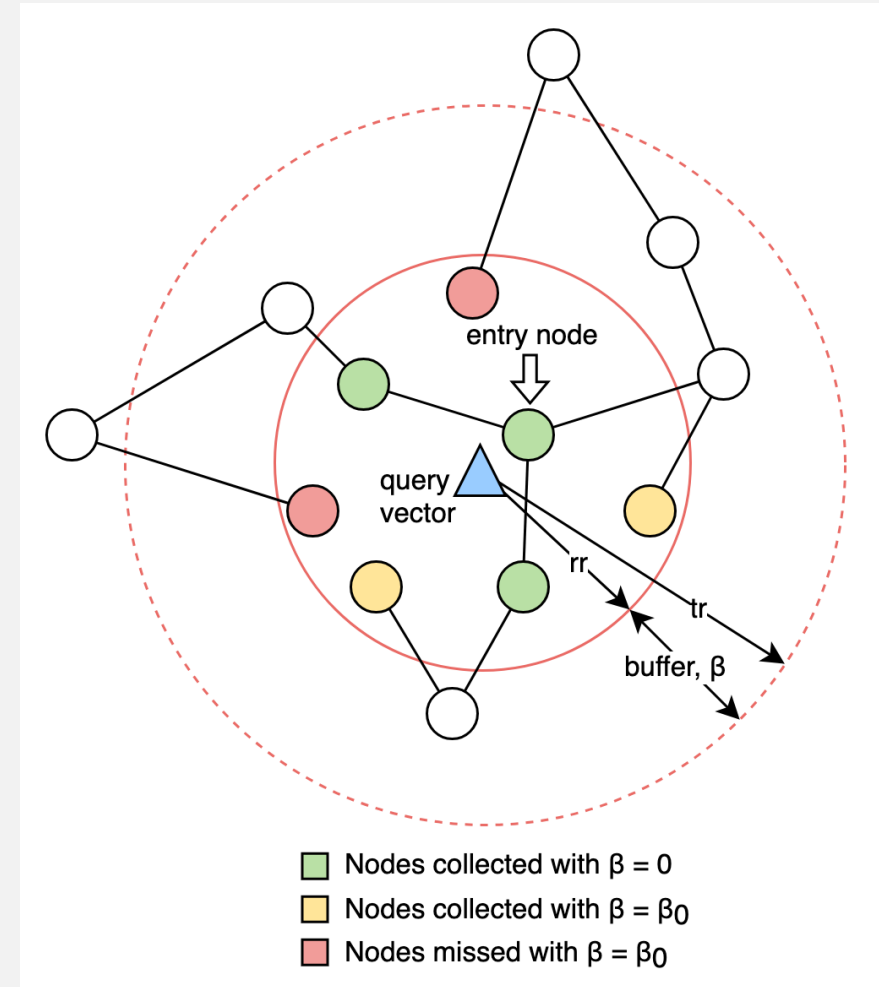 entry node
query
vector
rr
tr
buffer, β
Nodes collected with β = 0
Nodes collected with β = β₀
Nodes missed with β = β₀